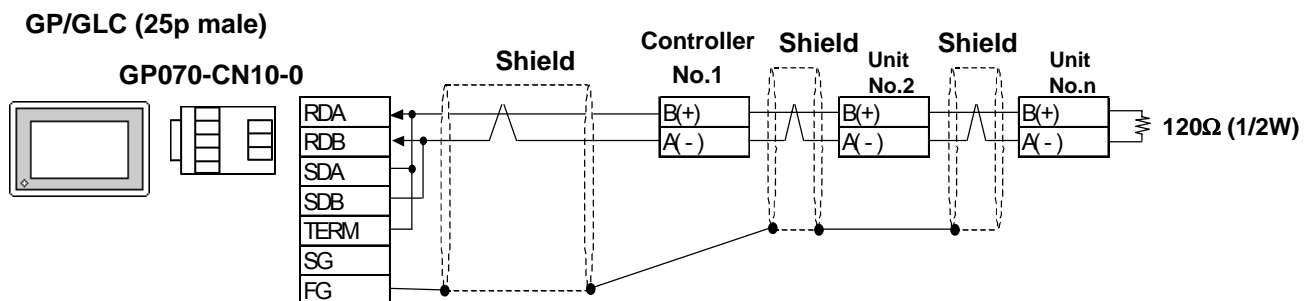 GP/GLC (25p male)
GP070-CN10-0
Shield
Controller
No.1
Shield
Unit
No.2
Shield
Unit
No.n
RDA
RDB
SDA
SDB
TERM
SG
FG
B(+)
A( - )
B(+)
A( - )
B(+)
A( - )
120Ω (1/2W)